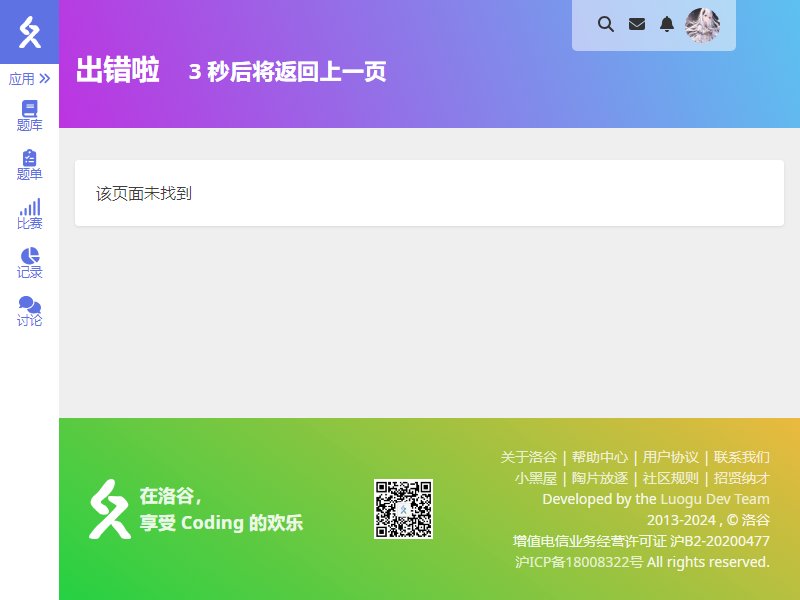 应用
题库
题单
比赛
记录
讨论
出错啦 3 秒后将返回上一页
该页面未找到
在洛谷,
享受 Coding 的欢乐
关于洛谷 | 帮助中心 | 用户协议 | 联系我们
小黑屋 | 陶片放逐 | 社区规则 | 招贤纳才
Developed by the Luogu Dev Team
2013-2024 , © 洛谷
增值电信业务经营许可证 沪B2-20200477
沪ICP备18008322号 All rights reserved.